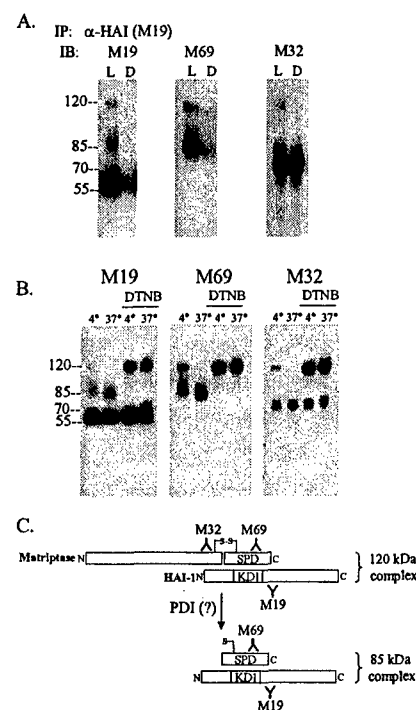 A.
IP: α-HAI (M19)
IB: M19 M69 M32
L D L D L D
120--
85--
70--
55--
B.
M19 M69 M32
DTNB DTNB DTNB
4° 37° 4° 37° 4° 37° 4° 37° 4° 37° 4° 37°
120--
85--
70--
55--
C.
M32 M69
s-s
Matriptase N SPD C
HAI-1 N KDI C
120 kDa
complex
M19
PDI (?)
M69
s
SPD C
N KDI C
85 kDa
complex
M19